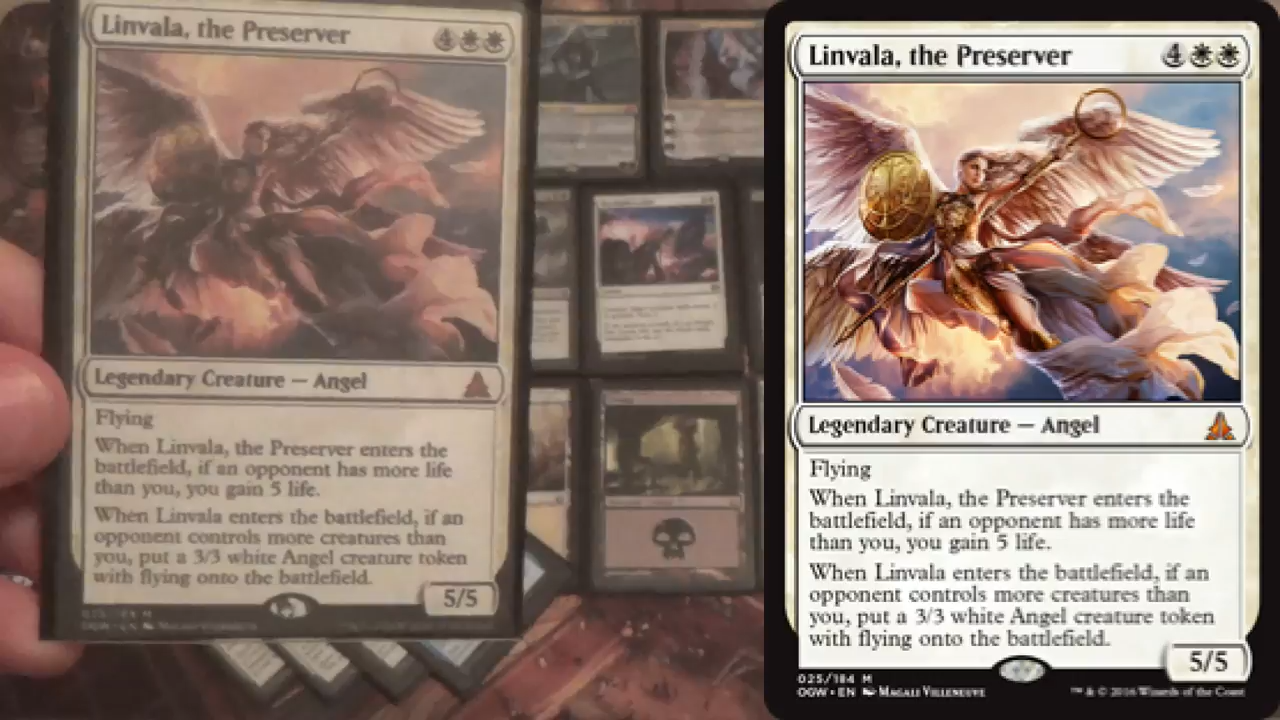 Linvala, the Preserver
4
Legendary Creature — Angel
Flying
When Linvala, the Preserver enters the
battlefield, if an opponent has more life
than you, you gain 5 life.
When Linvala enters the battlefield, if an
opponent controls more creatures than
you, put a 3/3 white Angel creature token
with flying onto the battlefield.
5/5
Linvala, the Preserver
4
Legendary Creature — Angel
Flying
When Linvala, the Preserver enters the
battlefield, if an opponent has more life
than you, you gain 5 life.
When Linvala enters the battlefield, if an
opponent controls more creatures than
you, put a 3/3 white Angel creature token
with flying onto the battlefield.
5/5
025/184 M
OGW • EN Magali Villeneuve
™ & © 2016 Wizards of the Coast